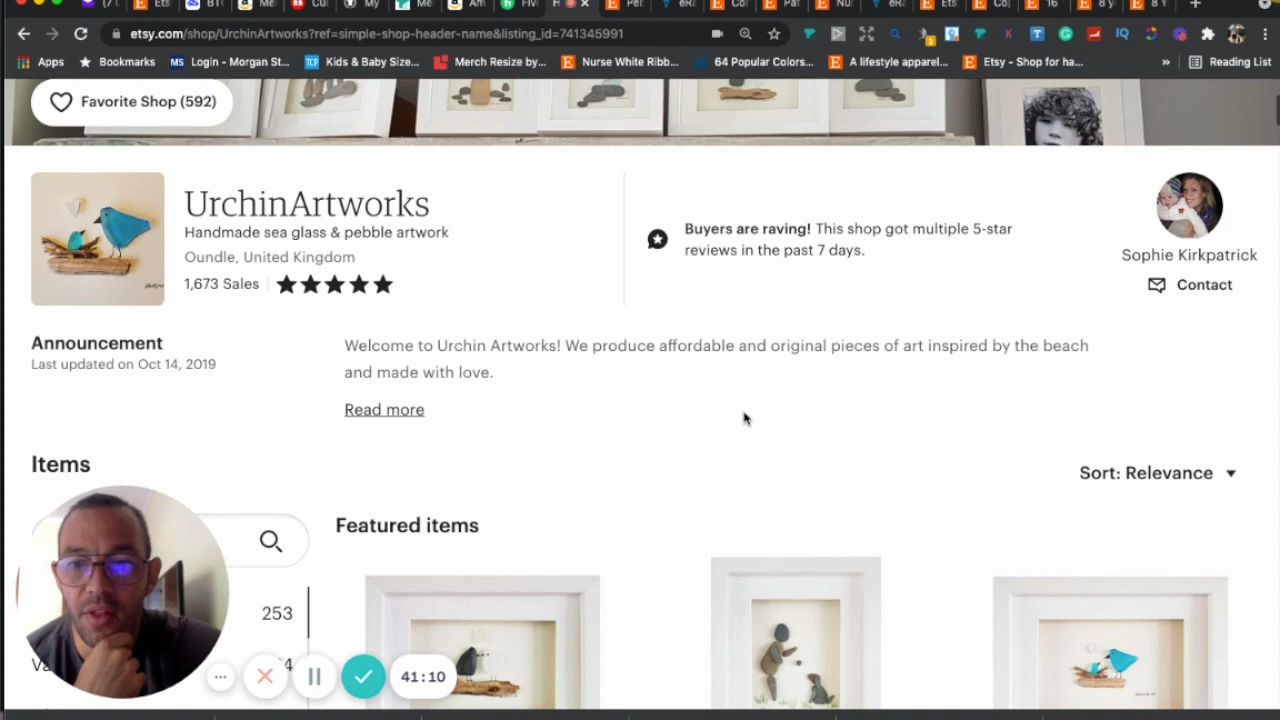 Ets
My
Me
Am
Fiv
etsy.com/shop/UrchinArtworks?ref=simple-shop-header-name&listing_id=741345991
Apps
Bookmarks
Login - Morgan St...
Kids & Baby Size...
Merch Resize by...
Nurse White Ribb...
64 Popular Colors...
A lifestyle apparel...
Etsy - Shop for ha...
»
Reading List
Favorite Shop (592)
UrchinArtworks
Handmade sea glass & pebble artwork
Oundle, United Kingdom
1,673 Sales
Buyers are raving! This shop got multiple 5-star
reviews in the past 7 days.
Sophie Kirkpatrick
Contact
Announcement
Last updated on Oct 14, 2019
Welcome to Urchin Artworks! We produce affordable and original pieces of art inspired by the beach
and made with love.
Read more
Items
Sort: Relevance
Featured items
253
41:10